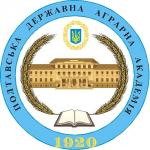 ПОЛТАВСЬКА ДЕРЖАВНА АГРАРНА АКАДЕМІЯ
1920